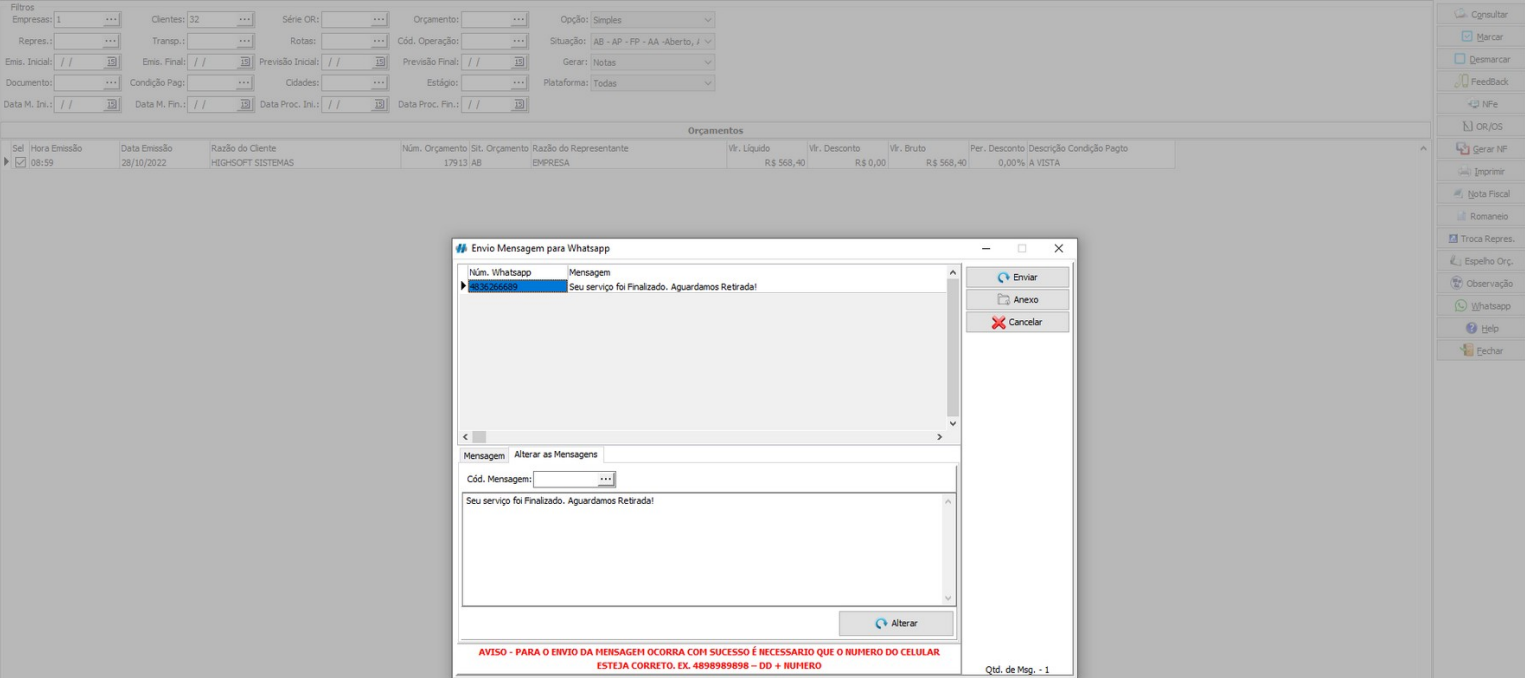 Filtros
Empresas: 1 ... Clientes: 32 ... Série OR: ... Orçamento: ... Opção: Simples
Repres.: ... Transp.: ... Rotas: ... Cód. Operação: ... Situação: AB - AP - FP - AA -Aberto, A
Emis. Inicial: / / 15 Emis. Final: / / 15 Previsão Inicial: / / 15 Previsão Final: / / 15 Gerar: Notas
Documento: ... Condição Pag: ... Cidades: ... Estágio: ... Plataforma: Todas
Data M. Ini.: / / 15 Data M. Fin.: / / 15 Data Proc. Ini.: / / 15 Data Proc. Fin.: / / 15
Orçamentos
Sel Hora Emissão Data Emissão Razão do Cliente Núm. Orçamento Sit. Orçamento Razão do Representante Vlr. Líquido Vlr. Desconto Vlr. Bruto Per. Desconto Descrição Condição Pagto
08:59 28/10/2022 HIGHSOFT SISTEMAS 17913 AB EMPRESA R$ 568,40 R$ 0,00 R$ 568,40 0,00% A VISTA
Consultar
Marcar
Desmarcar
FeedBack
NFe
OR/OS
Gerar NF
Imprimir
Nota Fiscal
Romaneio
Troca Repres.
Espelho Orç.
Observação
Whatsapp
Help
Fechar
Envio Mensagem para Whatsapp
Núm. Whatsapp Mensagem
4836266689 Seu serviço foi Finalizado. Aguardamos Retirada!
Enviar
Anexo
Cancelar
Mensagem Alterar as Mensagens
Cód. Mensagem: ...
Seu serviço foi Finalizado. Aguardamos Retirada!
Alterar
AVISO - PARA O ENVIO DA MENSAGEM OCORRA COM SUCESSO É NECESSARIO QUE O NUMERO DO CELULAR
ESTEJA CORRETO. EX. 4898989898 – DD + NUMERO
Qtd. de Msg. - 1